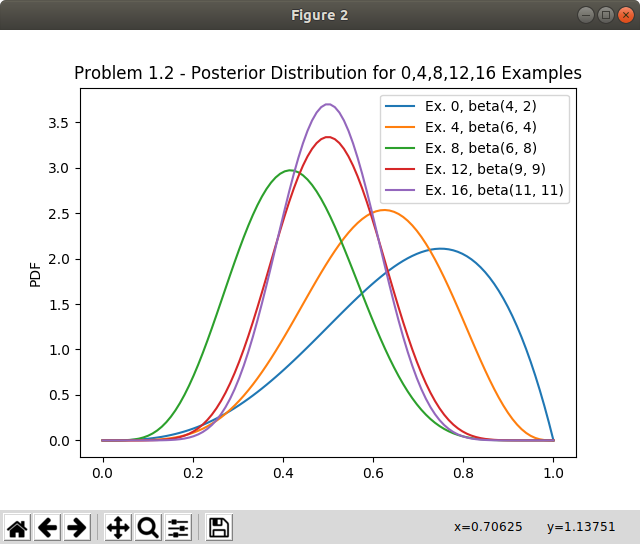 Figure 2
Problem 1.2 - Posterior Distribution for 0,4,8,12,16 Examples
Ex. 0, beta(4, 2)
Ex. 4, beta(6, 4)
Ex. 8, beta(6, 8)
Ex. 12, beta(9, 9)
Ex. 16, beta(11, 11)
PDF
3.5
3.0
2.5
2.0
1.5
1.0
0.5
0.0
0.0 0.2 0.4 0.6 0.8 1.0
x=0.70625 y=1.13751